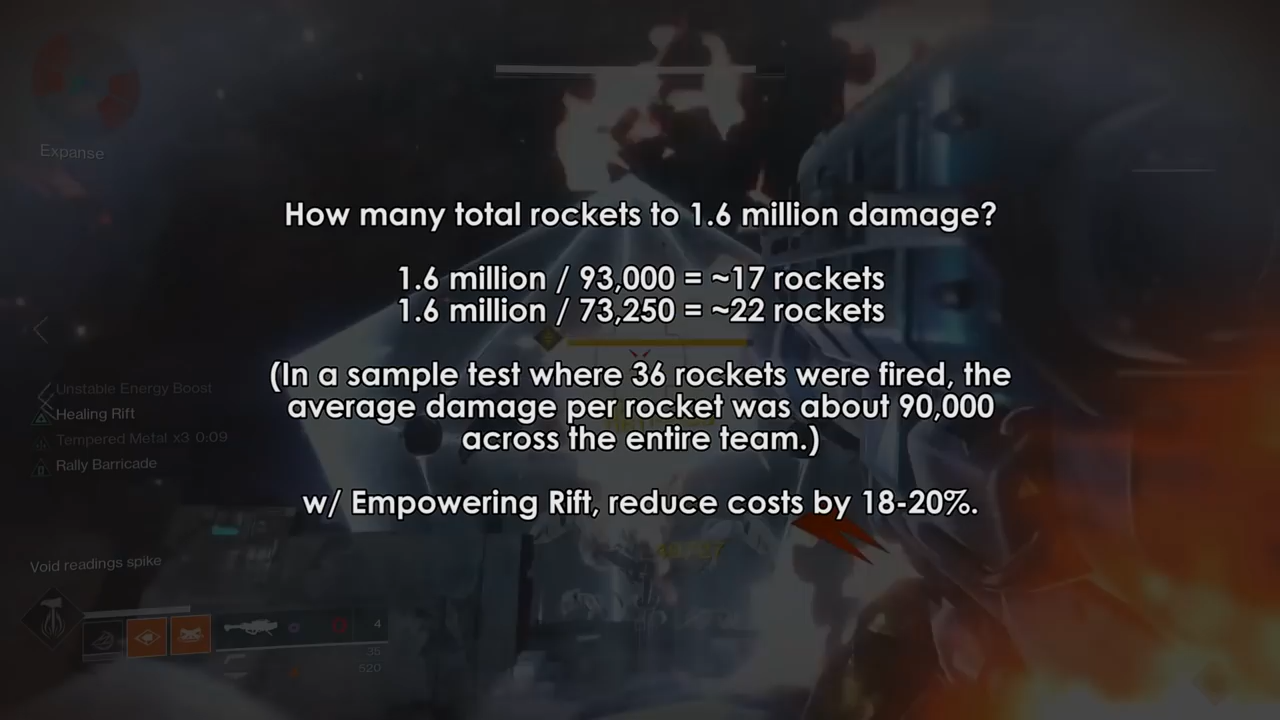 Expanse
How many total rockets to 1.6 million damage?
1.6 million / 93,000 = ~17 rockets
1.6 million / 73,250 = ~22 rockets
(In a sample test where 36 rockets were fired, the
average damage per rocket was about 90,000
across the entire team.)
w/ Empowering Rift, reduce costs by 18-20%.
Unstable Energy Boost
Healing Rift
Tempered Metal x3 0:09
Rally Barricade
Void readings spike
4
35
520